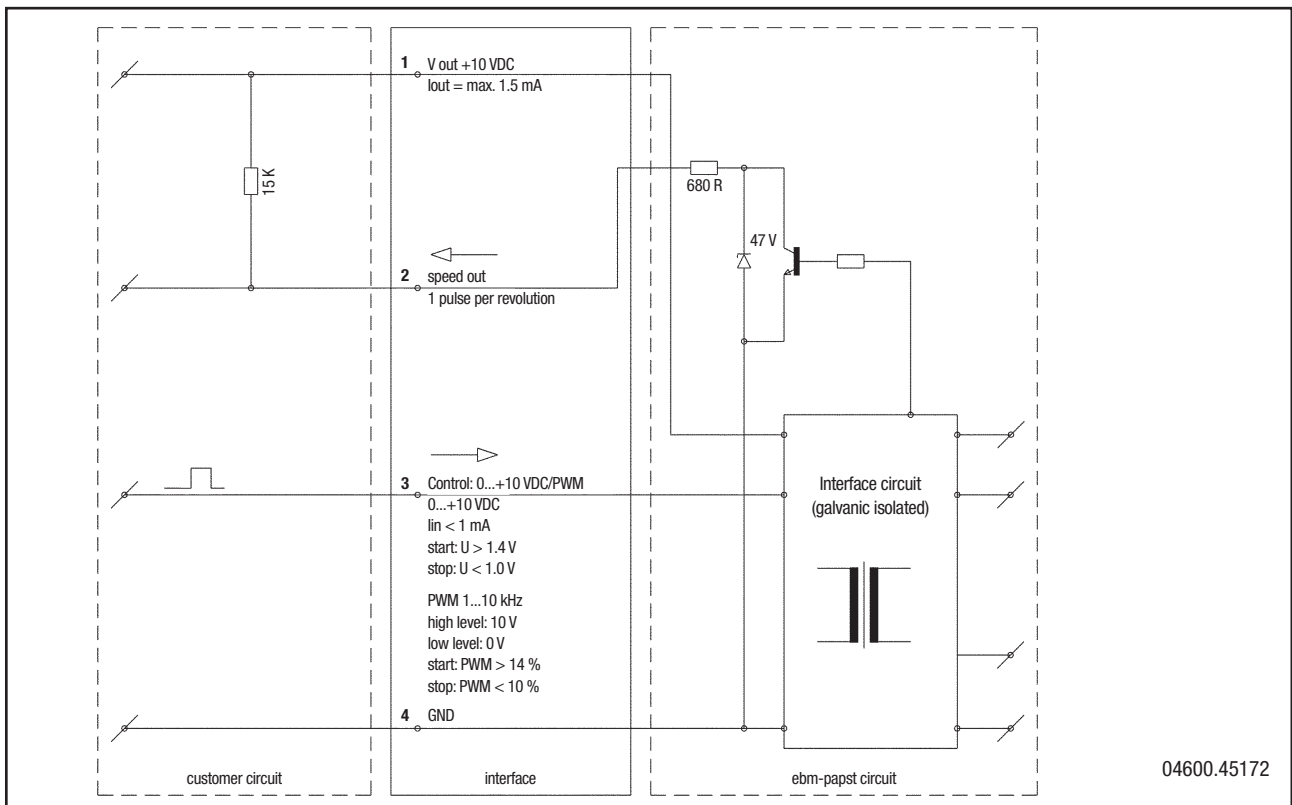 1 V out +10 VDC
Iout = max. 1.5 mA
15 K
680 R
47 V
2 speed out
1 pulse per revolution
3 Control: 0...+10 VDC/PWM
0...+10 VDC
Iin < 1 mA
start: U > 1.4 V
stop: U < 1.0 V
PWM 1...10 kHz
high level: 10 V
low level: 0 V
start: PWM > 14 %
stop: PWM < 10 %
Interface circuit
(galvanic isolated)
4 GND
customer circuit
interface
ebm-papst circuit
04600.45172